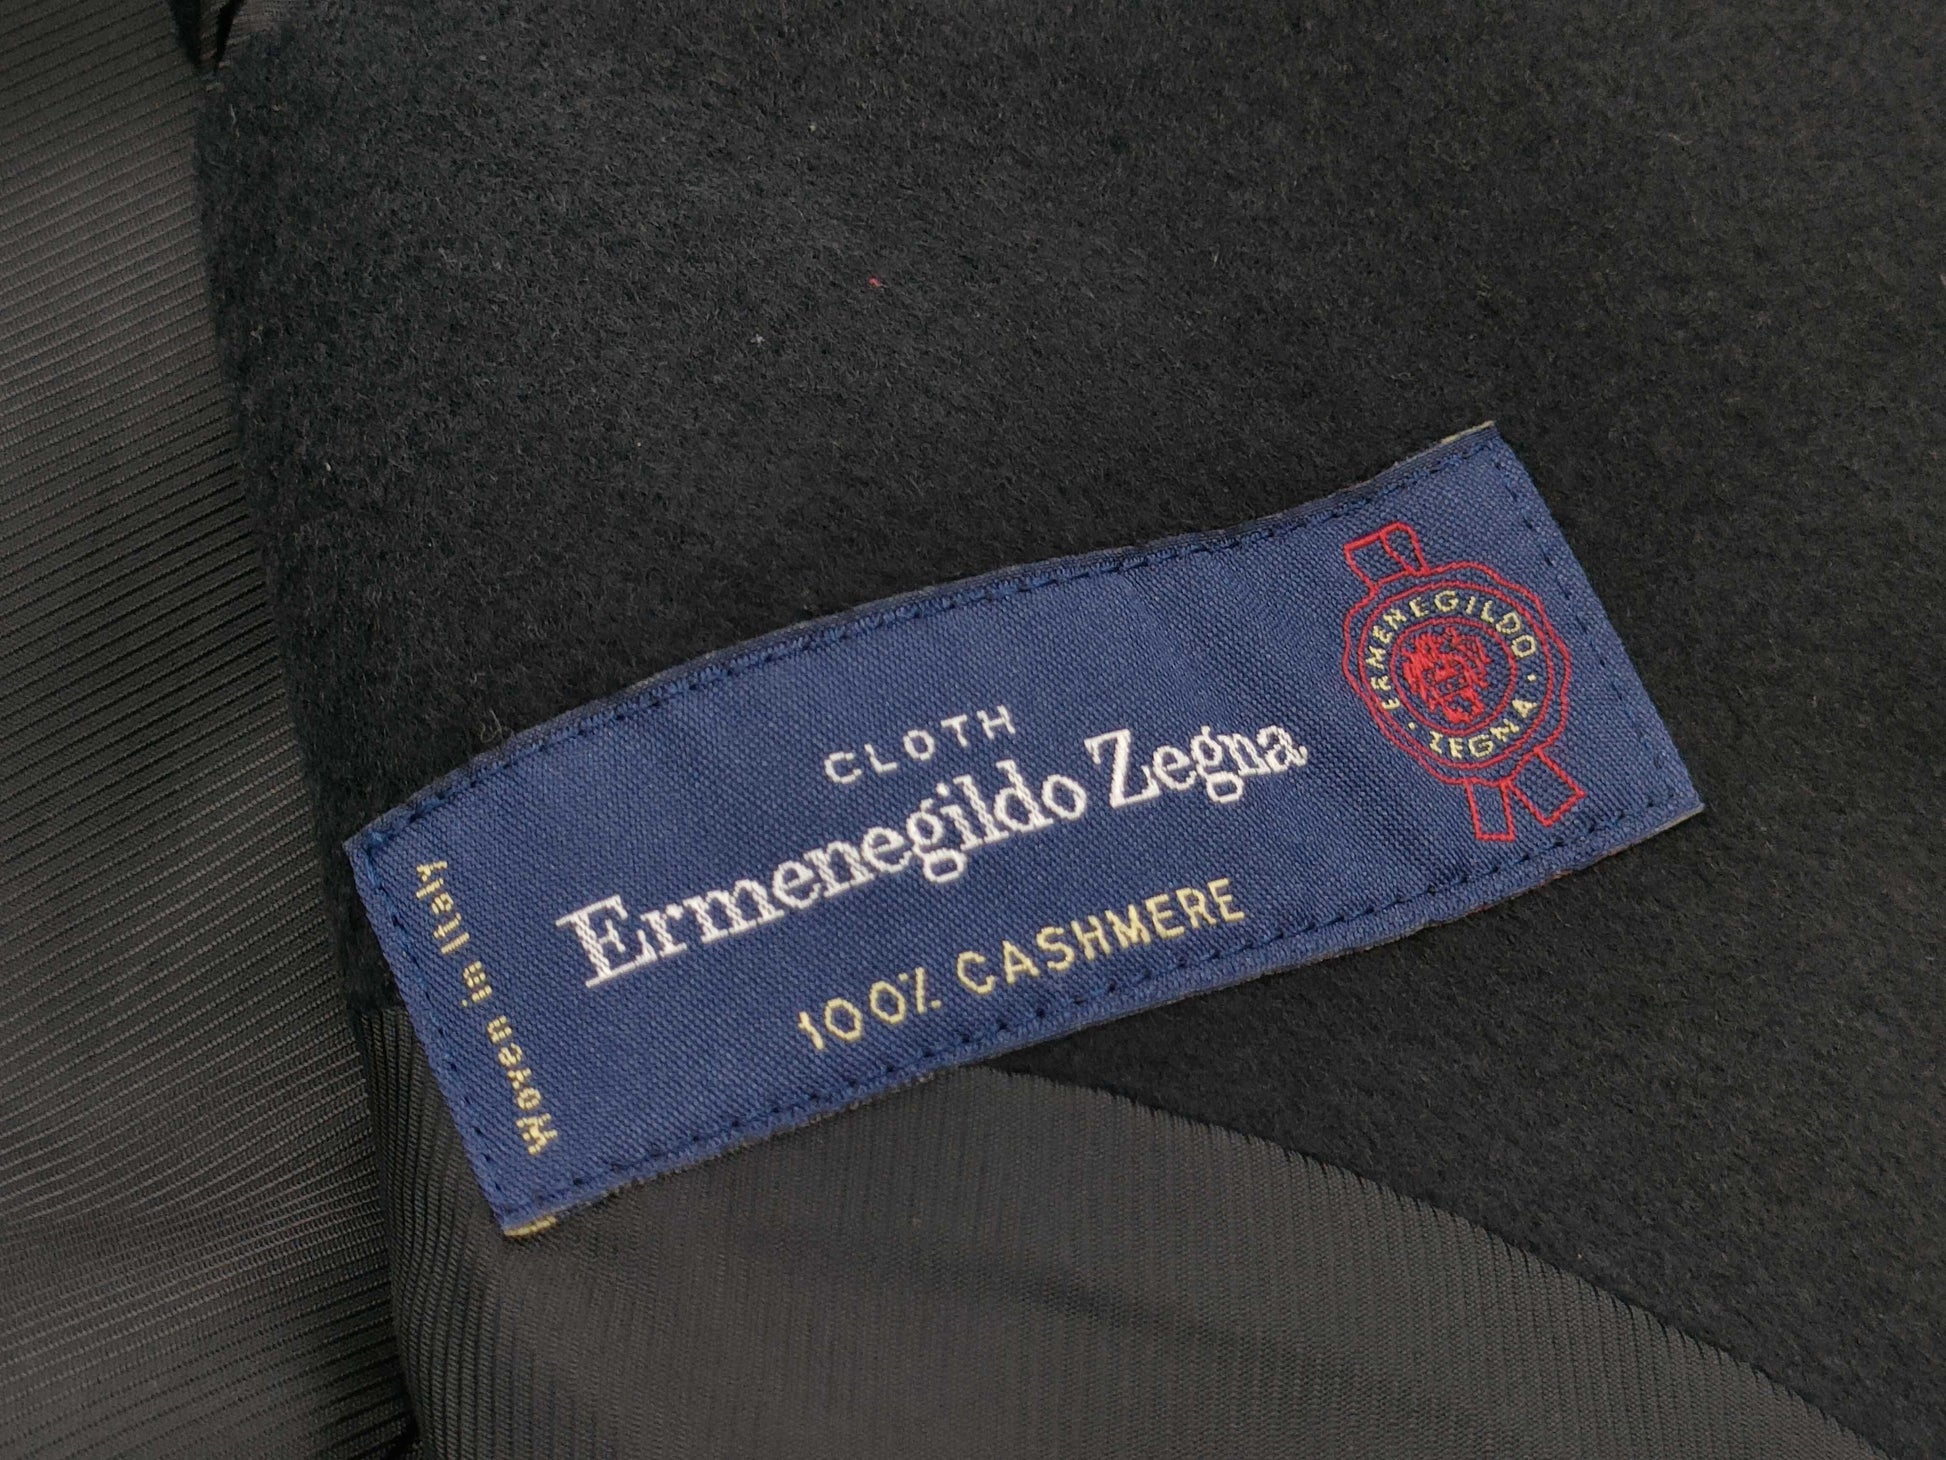 CLOTH
Ermenegildo Zegna
100% CASHMERE
Woven in Italy
· ERMENEGILDO ·
ZEGNA